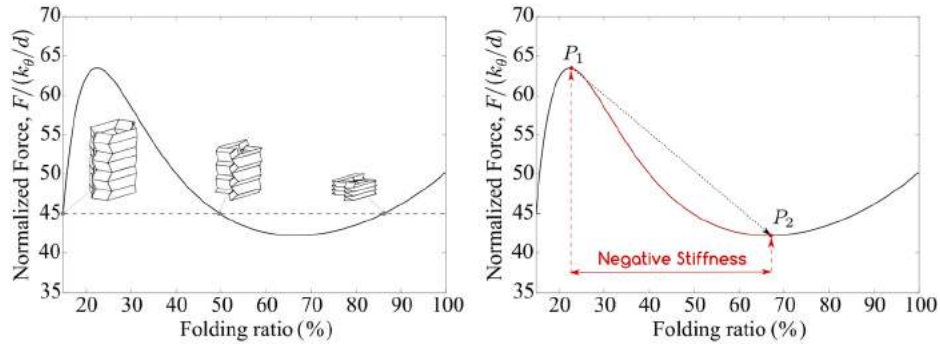 70
65
60
55
50
45
40
35
Normalized Force, F/(k_θ/d)
20 30 40 50 60 70 80 90 100
Folding ratio (%)
70
65
60
55
50
45
40
35
Normalized Force, F/(k_θ/d)
P₁
P₂
Negative Stiffness
20 30 40 50 60 70 80 90 100
Folding ratio (%)